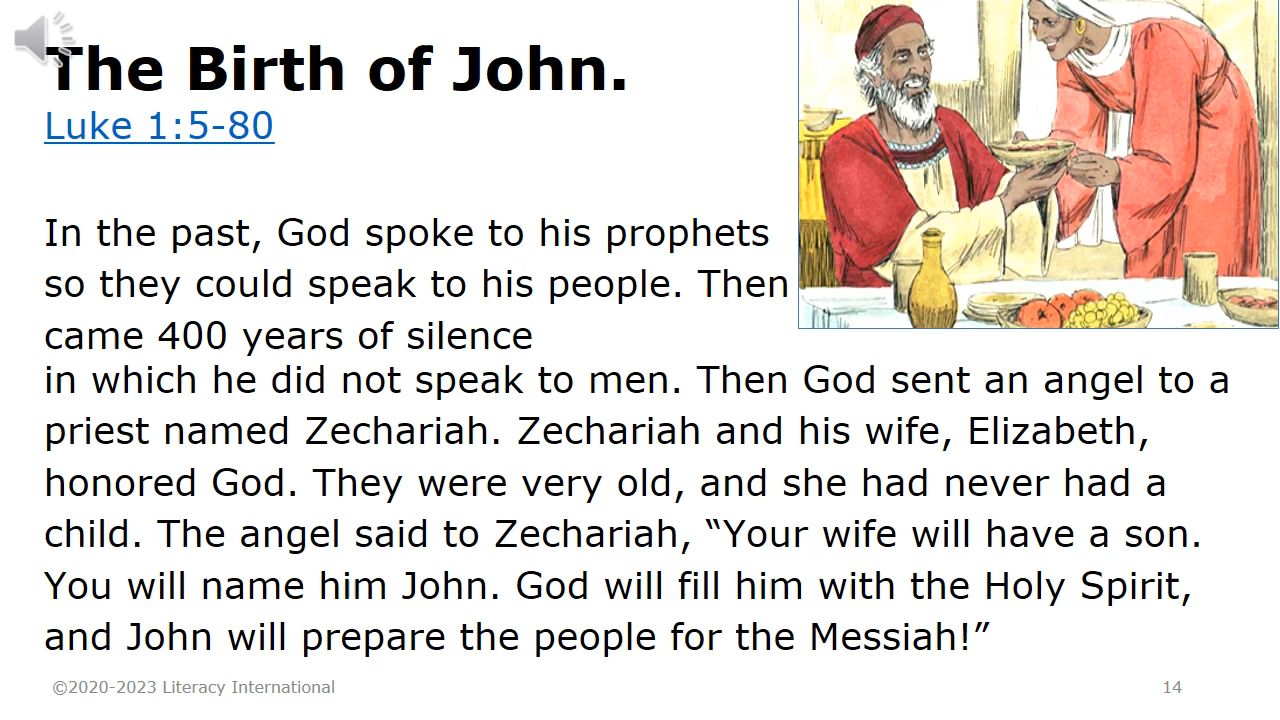 The Birth of John.
Luke 1:5-80
In the past, God spoke to his prophets
so they could speak to his people. Then
came 400 years of silence
in which he did not speak to men. Then God sent an angel to a
priest named Zechariah. Zechariah and his wife, Elizabeth,
honored God. They were very old, and she had never had a
child. The angel said to Zechariah, “Your wife will have a son.
You will name him John. God will fill him with the Holy Spirit,
and John will prepare the people for the Messiah!”
©2020-2023 Literacy International
14